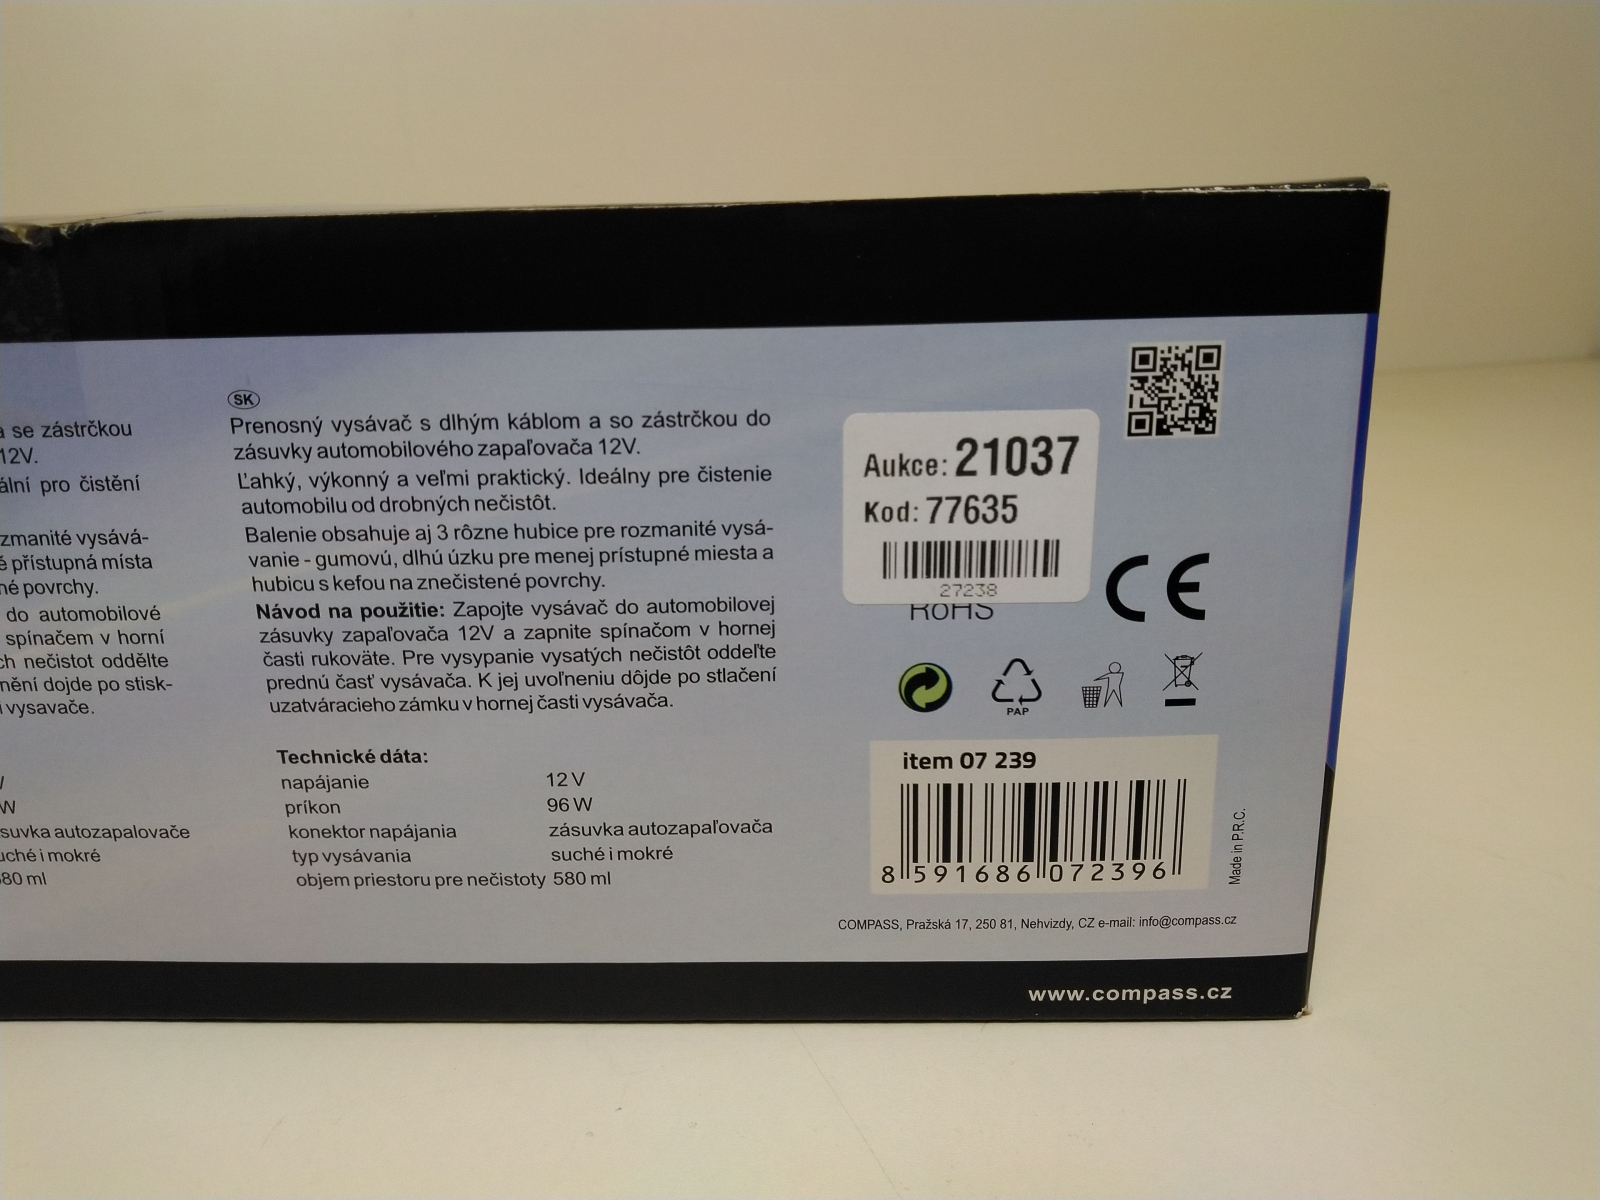 a se zástrčkou
12V.
ální pro čistění
zmanité vysává-
é přístupná místa
né povrchy.
do automobilové
spínačem v horní
ch nečistot oddělte
nění dojde po stisk-
i vysavače.
W
suvka autozapalovače
uché i mokré
580 ml
SK
Prenosný vysávač s dlhým káblom a so zástrčkou do
zásuvky automobilového zapaľovača 12V.
Ľahký, výkonný a veľmi praktický. Ideálny pre čistenie
automobilu od drobných nečistôt.
Balenie obsahuje aj 3 rôzne hubice pre rozmanité vysá-
vanie - gumovú, dlhú úzku pre menej prístupné miesta a
hubicu s kefou na znečistené povrchy.
Návod na použitie: Zapojte vysávač do automobilovej
zásuvky zapaľovača 12V a zapnite spínačom v hornej
časti rukoväte. Pre vysypanie vysatých nečistôt oddeľte
prednú časť vysávača. K jej uvoľneniu dôjde po stlačení
uzatváracieho zámku v hornej časti vysávača.
Technické dáta:
napájanie 12 V
príkon 96 W
konektor napájania zásuvka autozapaľovača
typ vysávania suché i mokré
objem priestoru pre nečistoty 580 ml
Aukce: 21037
Kod: 77635
27238
RoHS
CE
PAP
item 07 239
8 591686 072396
Made in P.R.C.
COMPASS, Pražská 17, 250 81, Nehvizdy, CZ e-mail: info@compass.cz
www.compass.cz